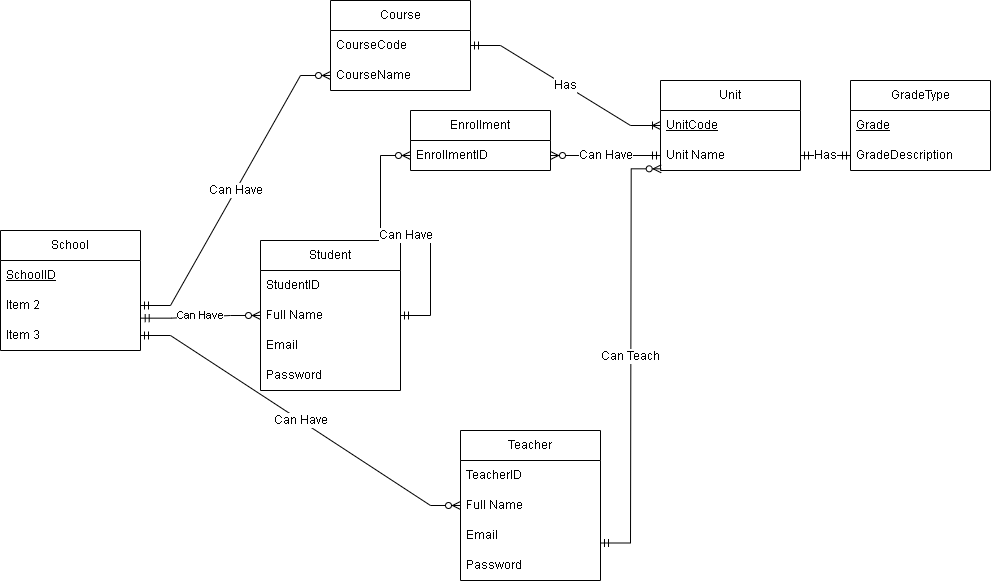 Course
CourseCode
CourseName
Has
Unit
UnitCode
Unit Name
GradeType
Grade
GradeDescription
Has
Enrollment
EnrollmentID
Can Have
Can Have
Can Have
School
SchoolID
Item 2
Item 3
Can Have
Student
StudentID
Full Name
Email
Password
Can Teach
Can Have
Teacher
TeacherID
Full Name
Email
Password